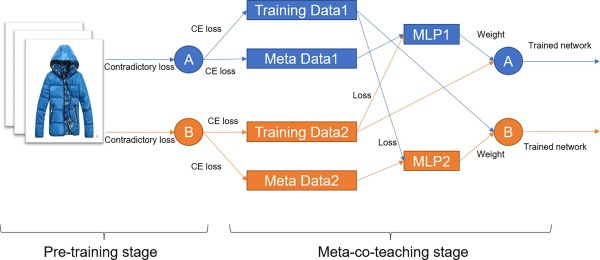 CE loss
Training Data1
MLP1
Weight
Contradictory loss
A
CE loss
Meta Data1
A
Trained network
Loss
Contradictory loss
B
CE loss
Training Data2
B
Loss
CE loss
Meta Data2
MLP2
Weight
Trained network
Pre-training stage
Meta-co-teaching stage